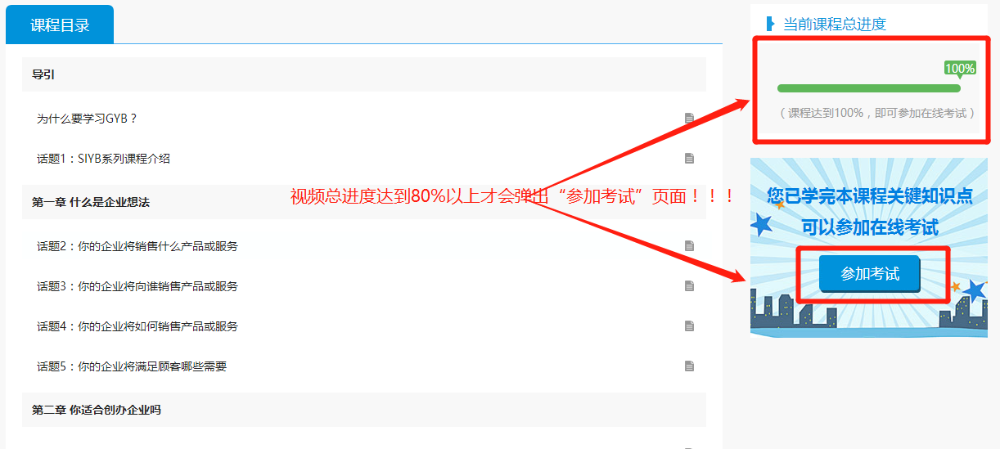 课程目录
导引
为什么要学习GYB？
话题1：SIYB系列课程介绍
第一章 什么是企业想法
视频总进度达到80%以上才会弹出“参加考试”页面！！！
话题2：你的企业将销售什么产品或服务
话题3：你的企业将向谁销售产品或服务
话题4：你的企业将如何销售产品或服务
话题5：你的企业将满足顾客哪些需要
第二章 你适合创办企业吗
当前课程总进度
100%
（课程达到100%，即可参加在线考试）
您已学完本课程关键知识点
可以参加在线考试
参加考试